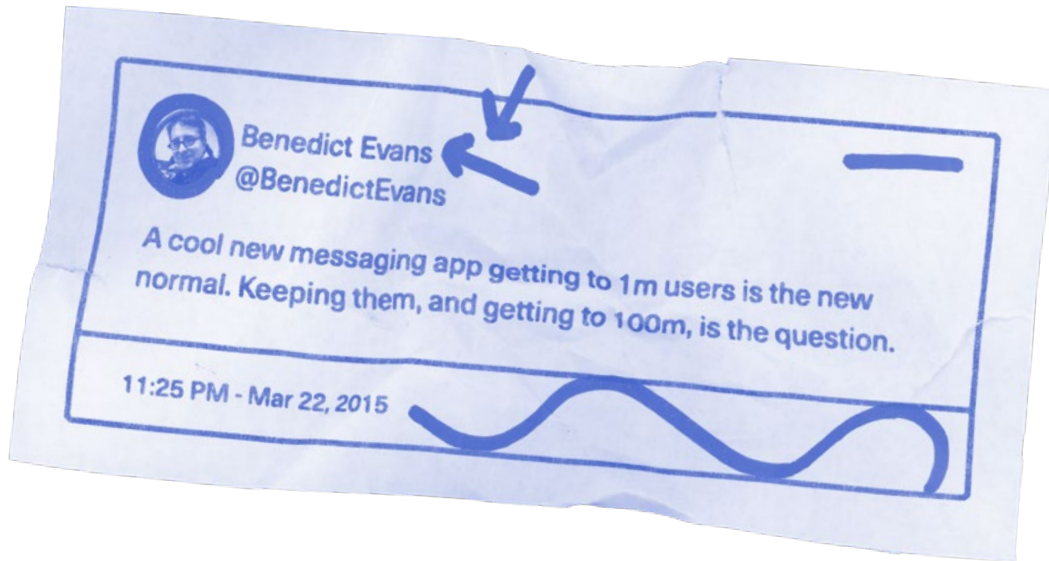 Benedict Evans
@BenedictEvans
A cool new messaging app getting to 1m users is the new
normal. Keeping them, and getting to 100m, is the question.
11:25 PM - Mar 22, 2015